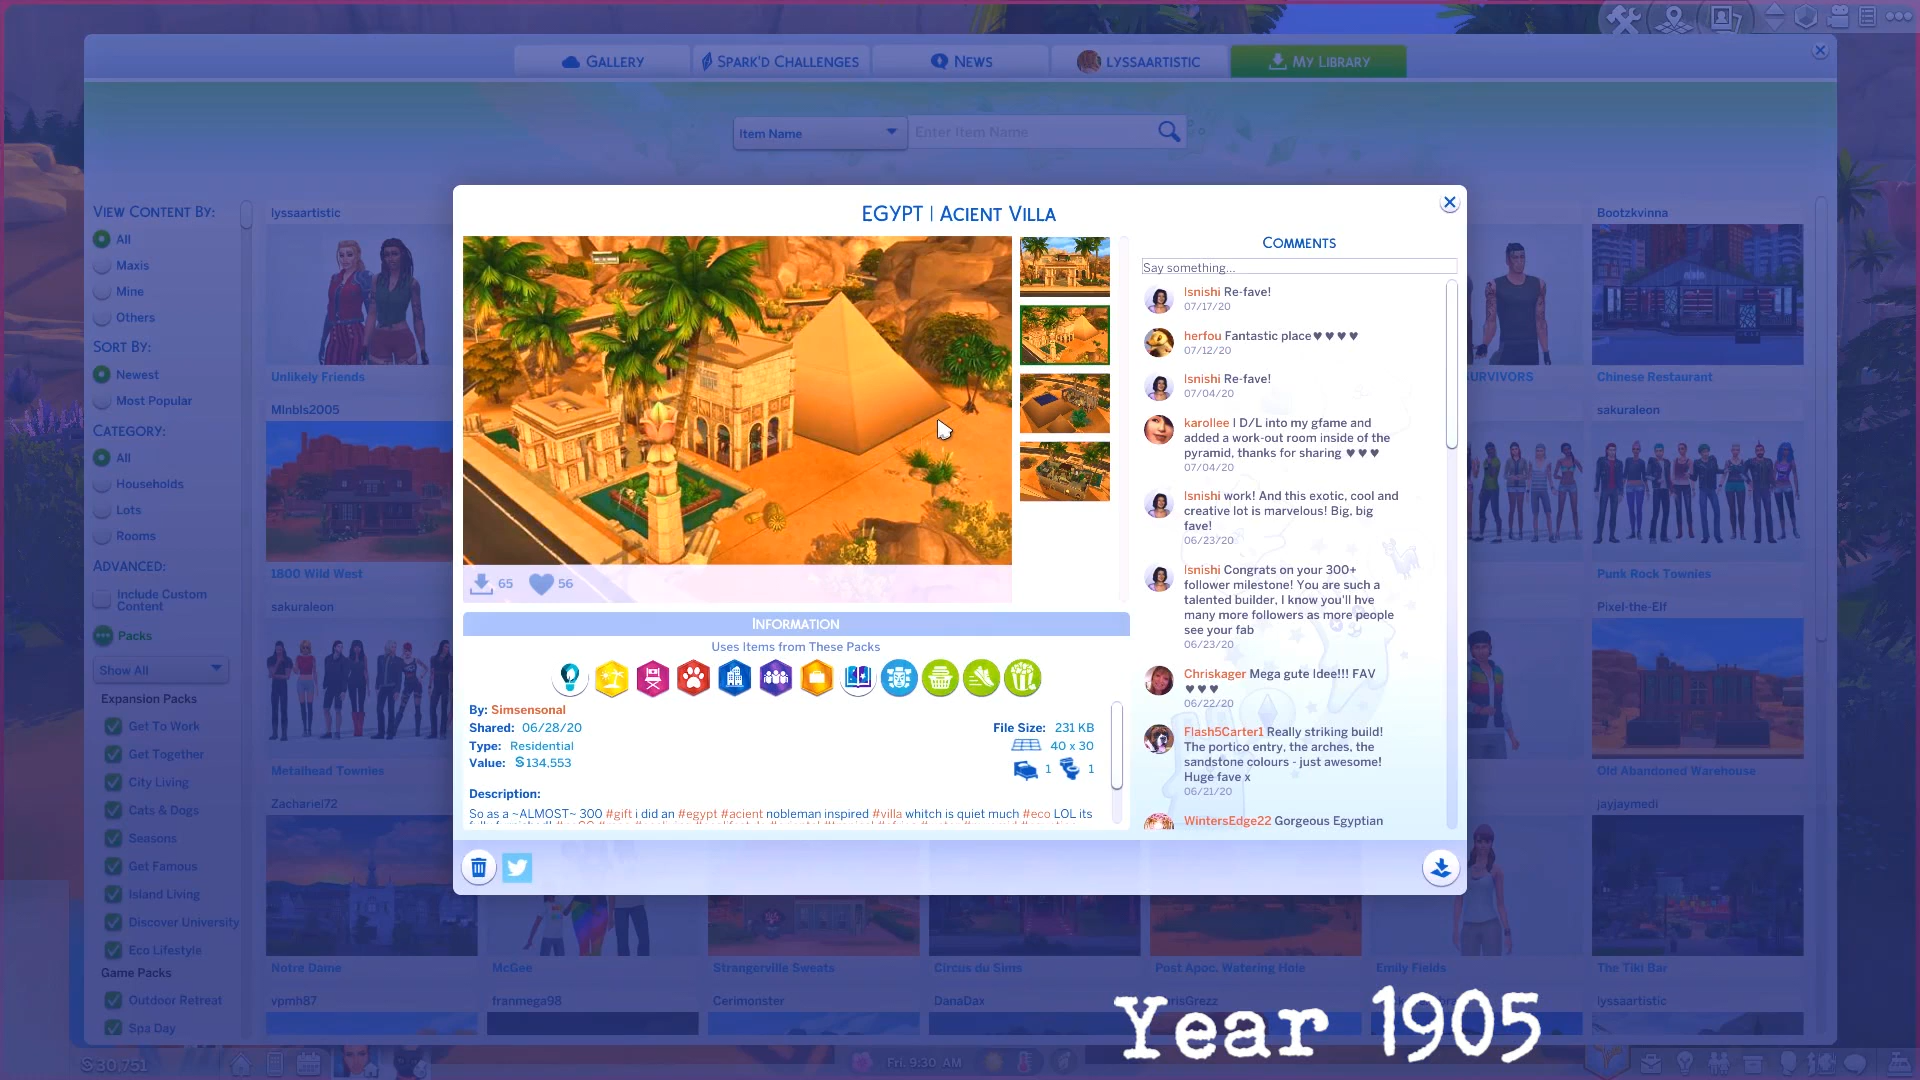 GALLERY
SPARK'D CHALLENGES
NEWS
LYSSAARTISTIC
MY LIBRARY
Item Name
Enter Item Name
VIEW CONTENT BY:
All
Maxis
Mine
Others
SORT BY:
Newest
Most Popular
CATEGORY:
All
Households
Lots
Rooms
ADVANCED:
Include Custom
Content
Packs
Show All
Expansion Packs
Get To Work
Get Together
City Living
Cats & Dogs
Seasons
Get Famous
Island Living
Discover University
Eco Lifestyle
Game Packs
Outdoor Retreat
Spa Day
lyssaartistic
Unlikely Friends
Mlnbls2005
1800 Wild West
sakuraleon
Metalhead Townies
Zachariel72
Notre Dame
vpmh87
EGYPT | ACIENT VILLA
65
56
INFORMATION
Uses Items from These Packs
By: Simsensonal
Shared: 06/28/20
Type: Residential
Value: §134,553
File Size: 231 KB
40 x 30
1 1
Description:
So as a ~ALMOST~ 300 #gift i did an #egypt #acient nobleman inspired #villa whitch is quiet much #eco LOL its
COMMENTS
Say something...
Isnishi Re-fave!
07/17/20
herfou Fantastic place♥♥♥♥
07/12/20
Isnishi Re-fave!
07/04/20
karollee I D/L into my gfame and
added a work-out room inside of the
pyramid, thanks for sharing ♥♥♥
07/04/20
Isnishi work! And this exotic, cool and
creative lot is marvelous! Big, big
fave!
06/23/20
Isnishi Congrats on your 300+
follower milestone! You are such a
talented builder, I know you'll hve
many more followers as more people
see your fab
06/23/20
Chriskager Mega gute Idee!!! FAV
♥♥♥
06/22/20
Flash5Carter1 Really striking build!
The portico entry, the arches, the
sandstone colours - just awesome!
Huge fave x
06/21/20
WintersEdge22 Gorgeous Egyptian
McGee
franmega98
Strangerville Sweats
Cerimonster
Circus du Sims
DanaDax
Post Apoc. Watering Hole
Emily Fields
SURVIVORS
Bootzkvinna
Chinese Restaurant
sakuraleon
Punk Rock Townies
Pixel-the-Elf
Old Abandoned Warehouse
jayjaymedi
The Tiki Bar
lyssaartistic
§30,751
Fri. 9:30 AM
Year 1905